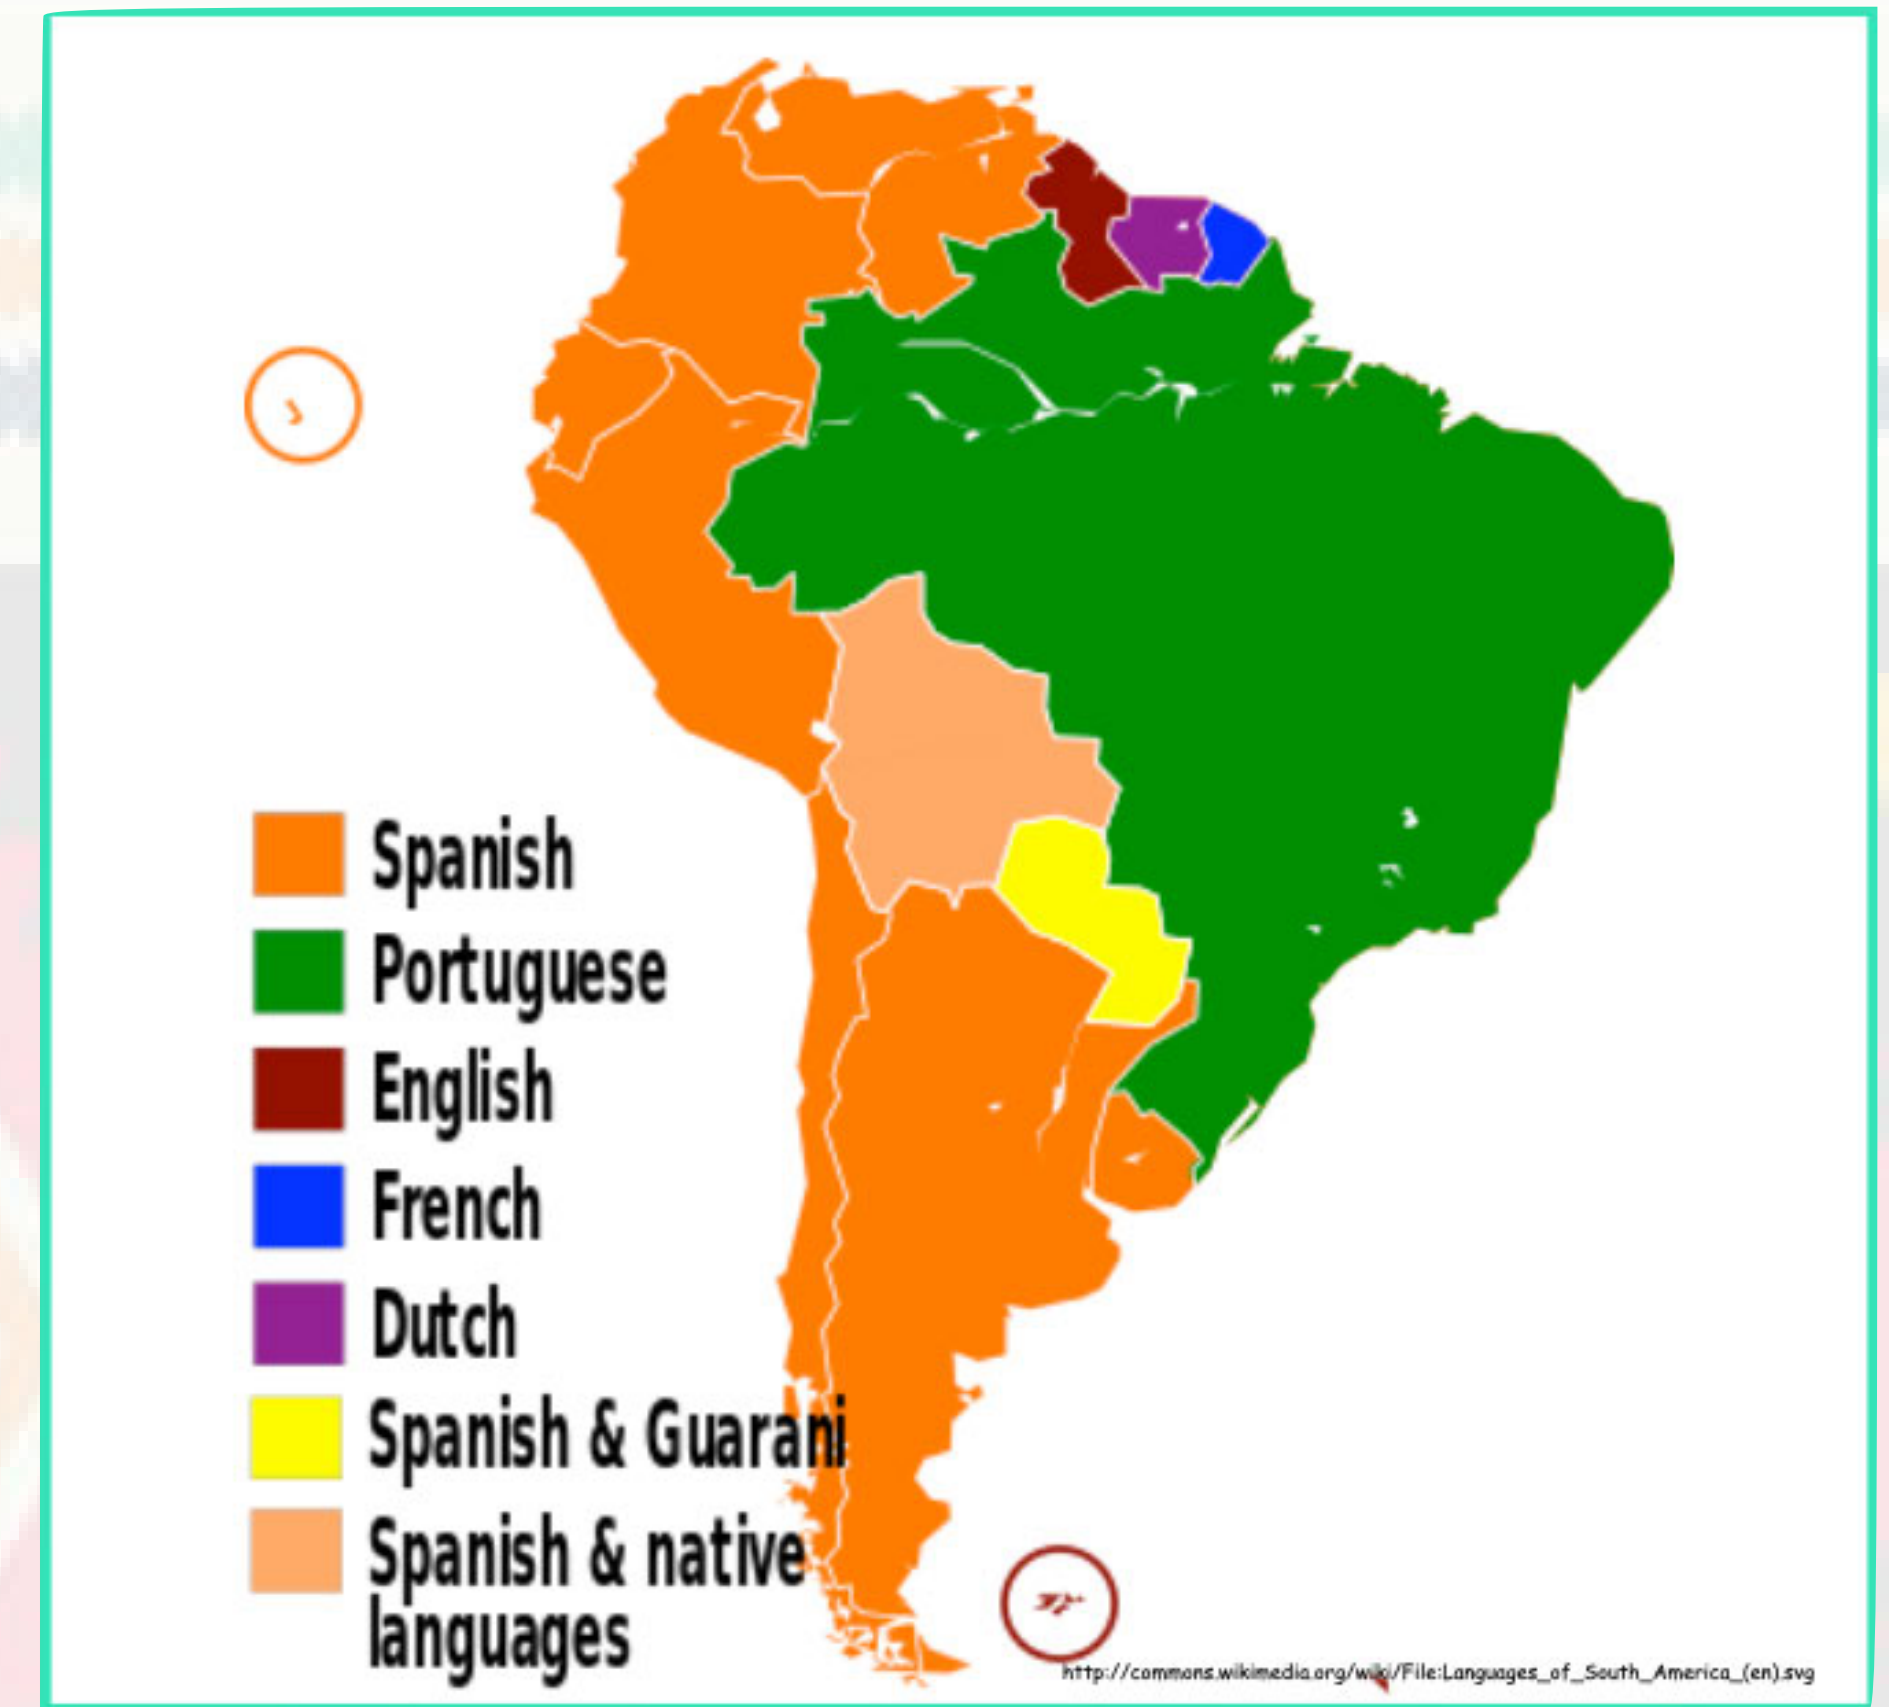 Spanish
Portuguese
English
French
Dutch
Spanish & Guarani
Spanish & native
languages
http://commons.wikimedia.org/wiki/File:Languages_of_South_America_(en).svg